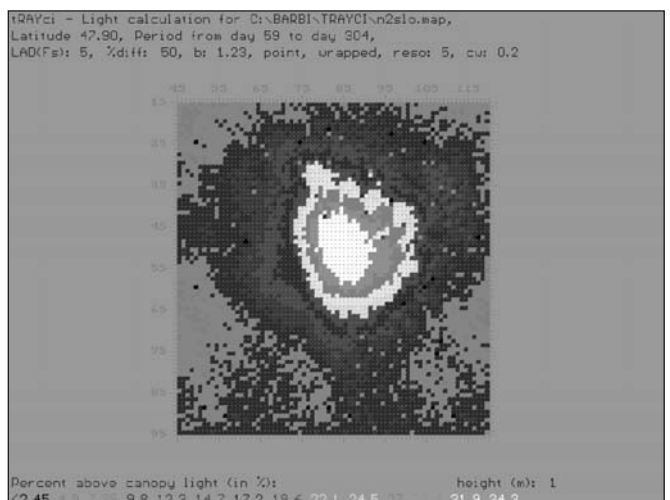 tRAYci - Light calculation for C:\BARBI\TRAYCI\n2slo.map,
Latitude 47.90, Period from day 59 to day 304,
LAD(Fs): 5, %diff: 50, b: 1.23, point, wrapped, reso: 5, cw: 0.2
45 55 65 75 85 95 105 115
15
25
35
45
55
65
75
85
95
Percent above canopy light (in %): height (m): 1
<2.45 9.8 12.3 14.7 17.2 19.6 22.1 24.5 31.9 34.3